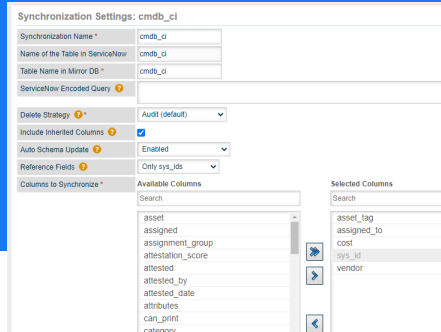 Synchronization Settings: cmdb_ci
Synchronization Name * cmdb_ci
Name of the Table in ServiceNow cmdb_ci
Table Name in Mirror DB * cmdb_ci
ServiceNow Encoded Query ?
Delete Strategy ? * Audit (default)
Include Inherited Columns ?
Auto Schema Update ? Enabled
Reference Fields ? Only sys_ids
Columns to Synchronize * Available Columns Selected Columns
Search Search
asset asset_tag
assigned assigned_to
assignment_group cost
attestation_score sys_id
attested vendor
attested_by
attested_date
attributes
can_print
category